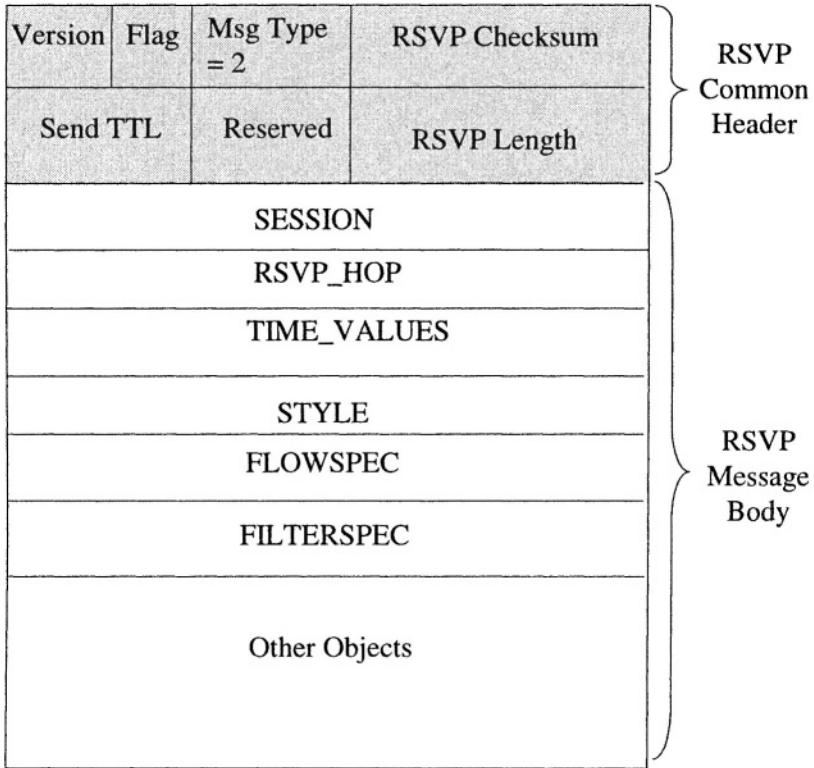 Version Flag Msg Type RSVP Checksum
= 2
RSVP
Common
Header
Send TTL Reserved RSVP Length
SESSION
RSVP_HOP
TIME_VALUES
STYLE
FLOWSPEC
FILTERSPEC
Other Objects
RSVP
Message
Body